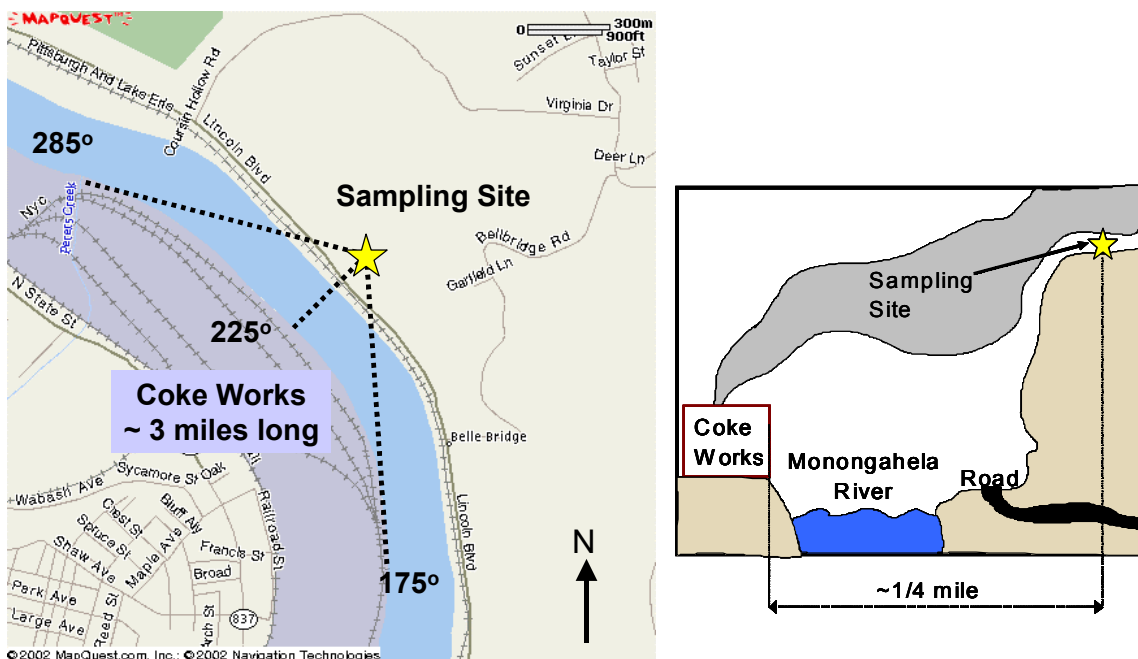 MAPQUEST
0 300m
900ft
Pittsburgh And Lake Erie
Coursin Hollow Rd
Sunset
Taylor St
Virginia Dr
Lincoln Blvd
Deer Ln
285º
Sampling Site
Nyc
Peters Creek
Bellbridge Rd
Garfield Ln
N State St
225º
Coke Works
~ 3 miles long
Belle Bridge
Sycamore St
Oak
Wabash Ave
Bluff Aly
Crest St
Spruce St
Maple Ave
Shaw Ave
Railroad St
Francis St
Broad
Lincoln Blvd
175º
N
Park Ave
Reed St
Large Ave
Arch St
837
©2002 MapQuest.com, Inc.; ©2002 Navigation Technologies
Sampling
Site
Coke
Works
Monongahela
River
Road
~1/4 mile